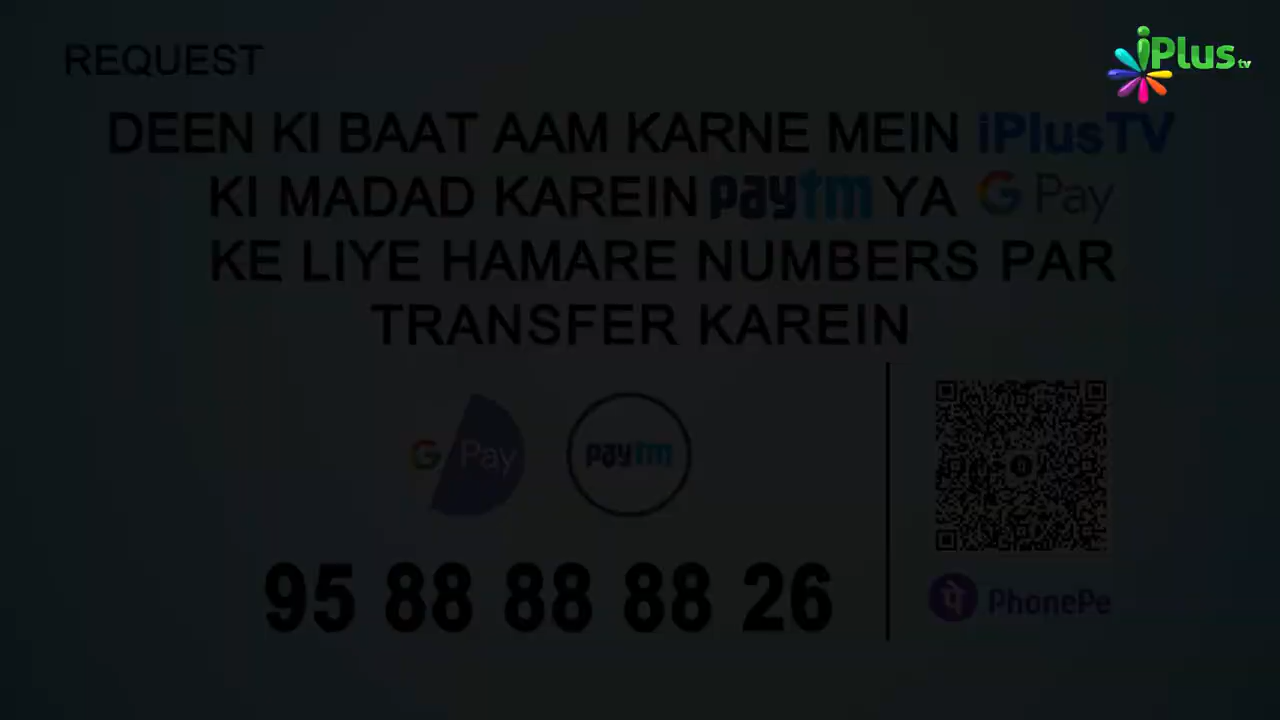 iPlus tv
REQUEST
DEEN KI BAAT AAM KARNE MEIN iPlusTV
KI MADAD KAREIN paytm YA G Pay
KE LIYE HAMARE NUMBERS PAR
TRANSFER KAREIN
G Pay paytm
95 88 88 88 26
पे PhonePe